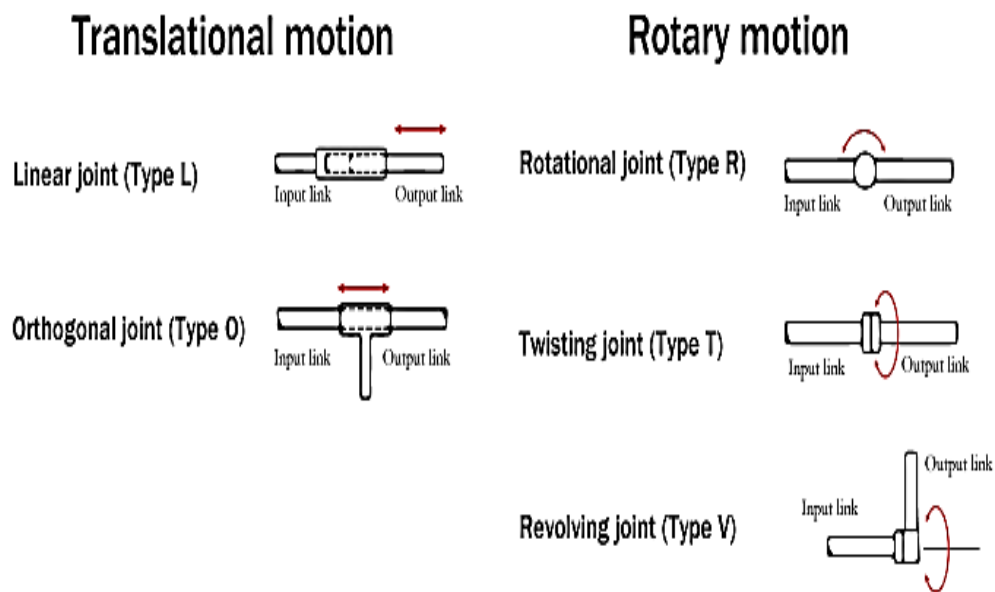 Translational motion
Linear joint (Type L)
Input link
Output link
Orthogonal joint (Type O)
Input link
Output link
Rotary motion
Rotational joint (Type R)
Input link
Output link
Twisting joint (Type T)
Input link
Output link
Revolving joint (Type V)
Input link
Output link